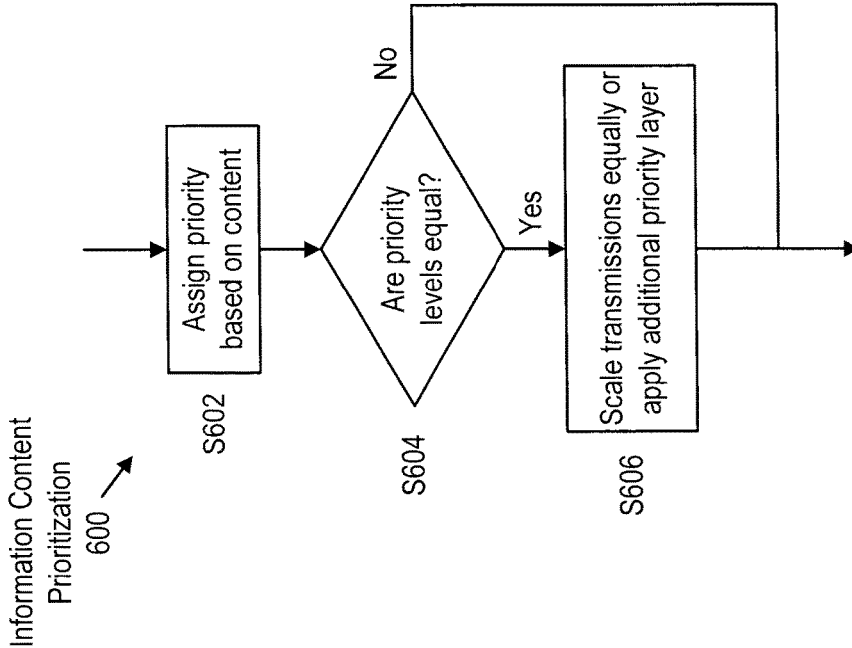 Information Content
Prioritization
600
Assign priority
based on content
S602
Are priority
levels equal?
S604
No
Yes
Scale transmissions equally or
apply additional priority layer
S606